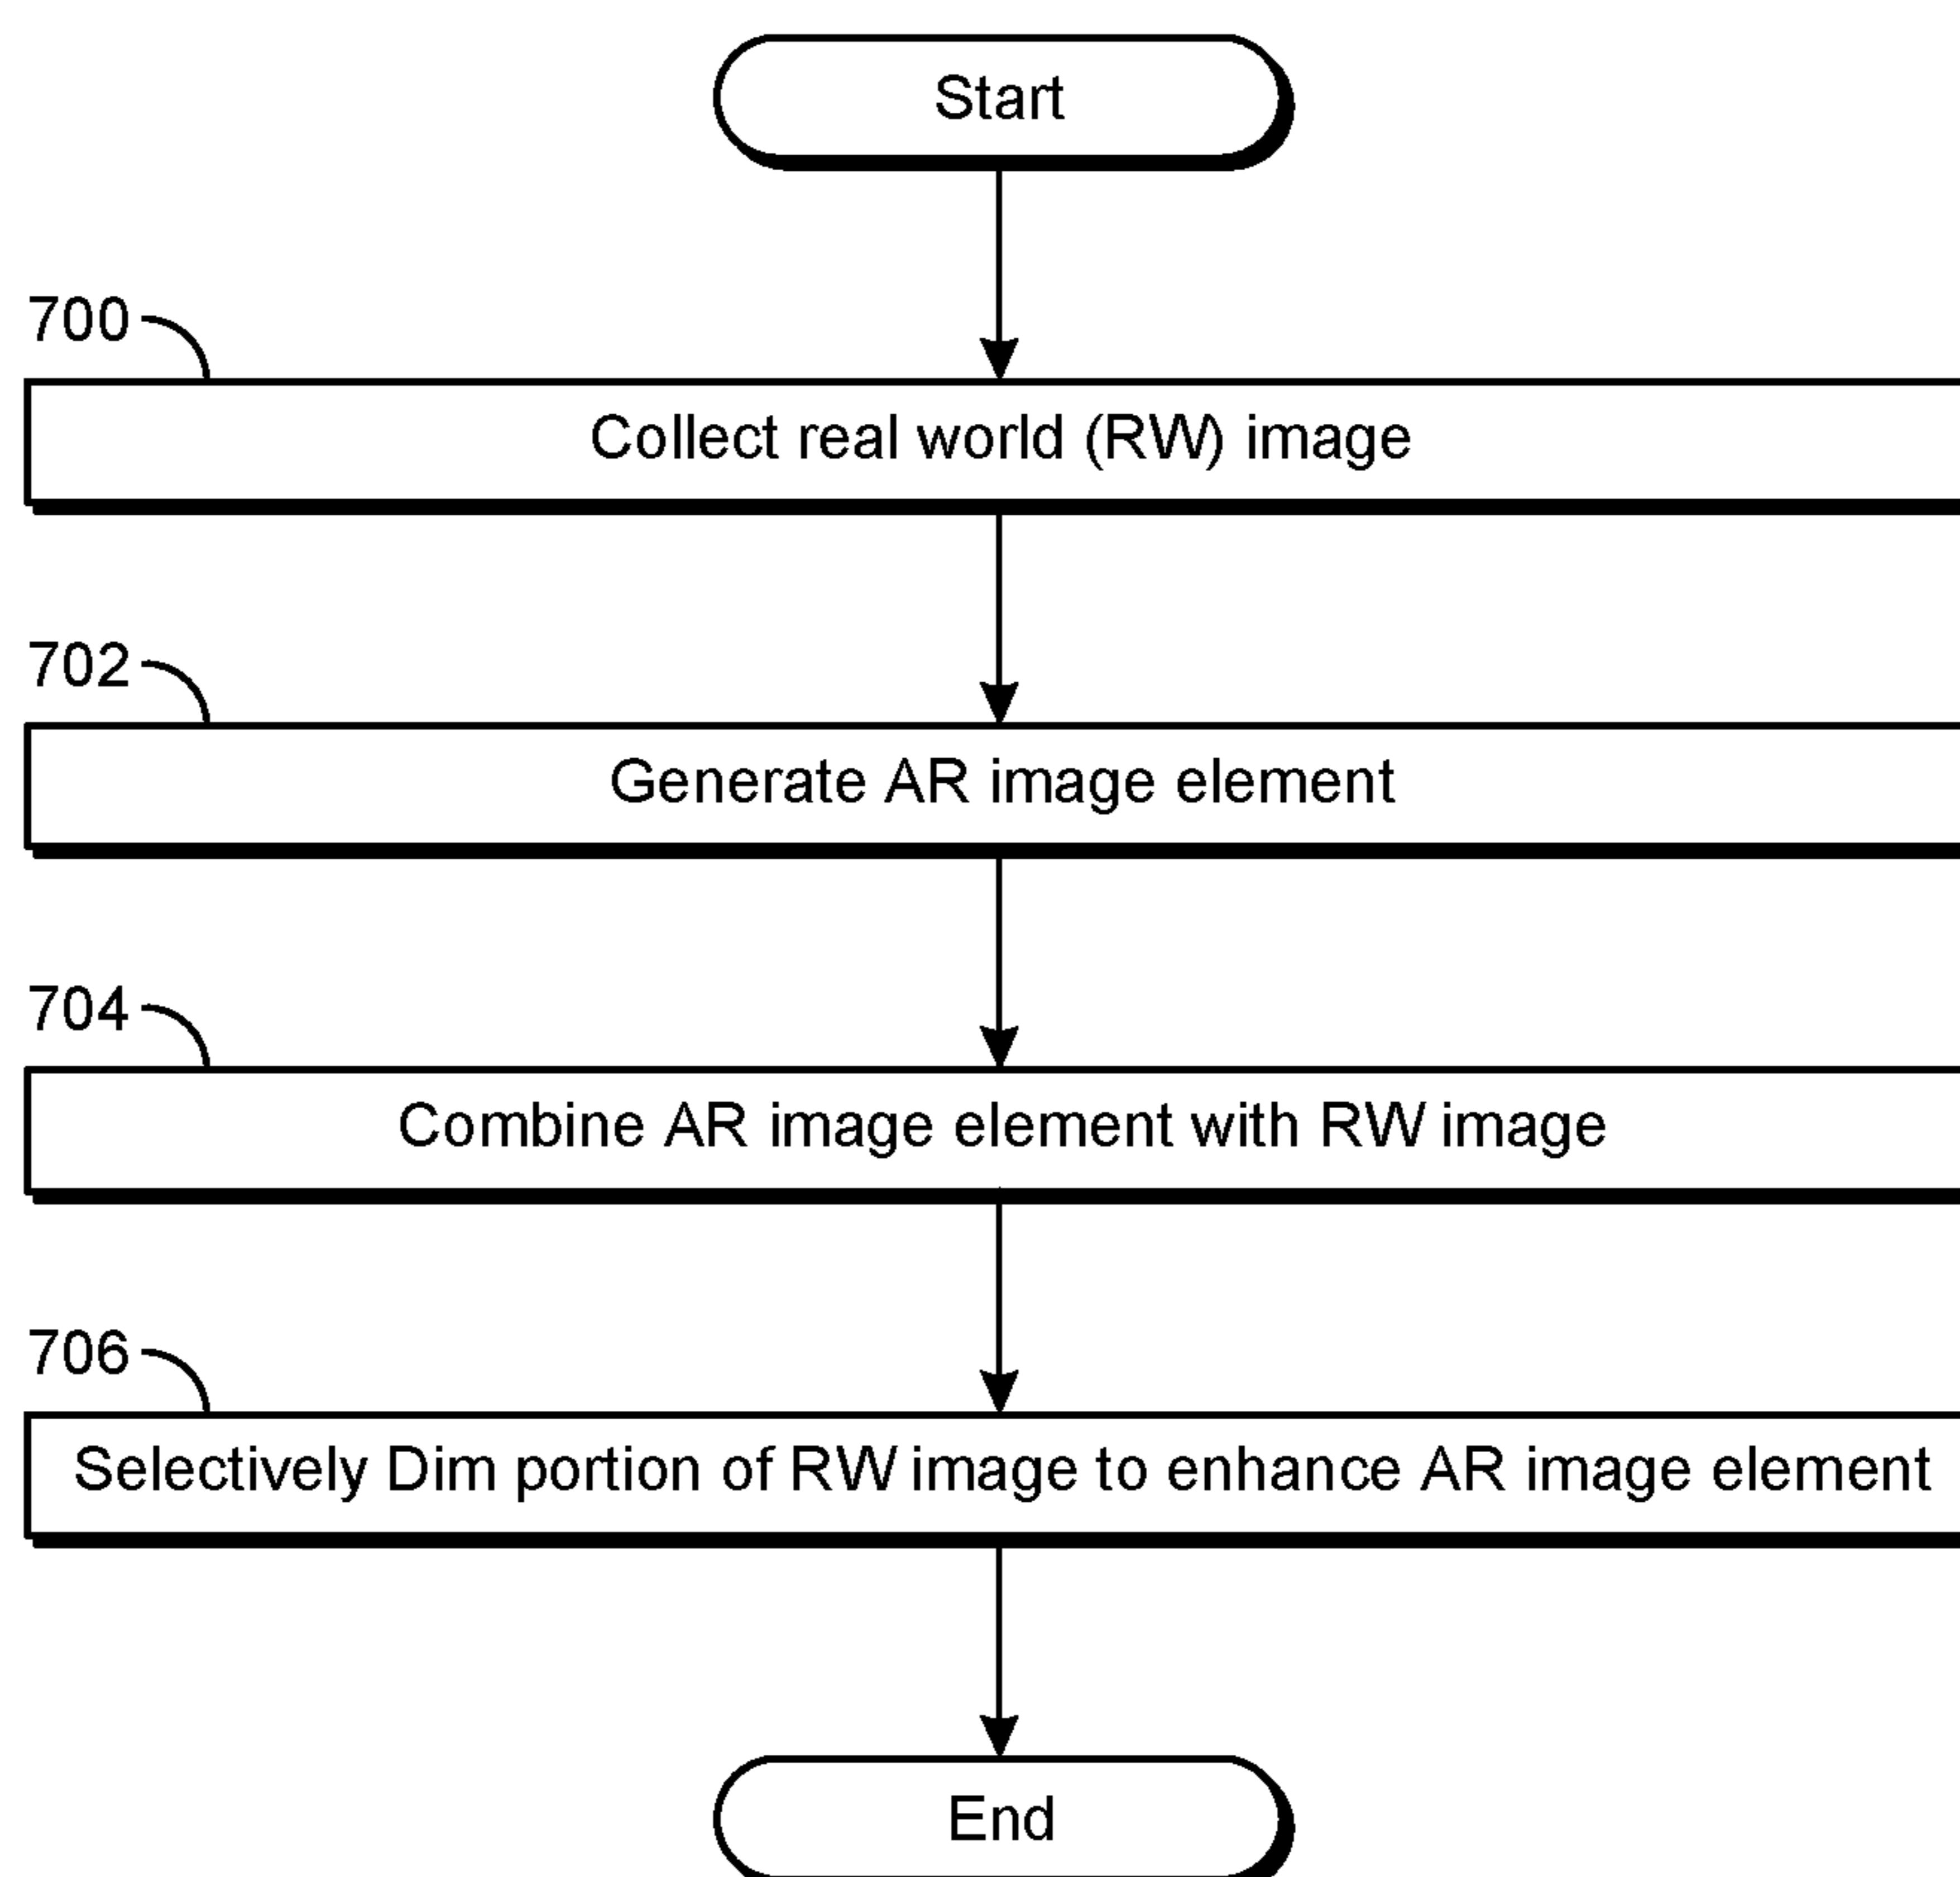 Start
700
Collect real world (RW) image
702
Generate AR image element
704
Combine AR image element with RW image
706
Selectively Dim portion of RW image to enhance AR image element
End